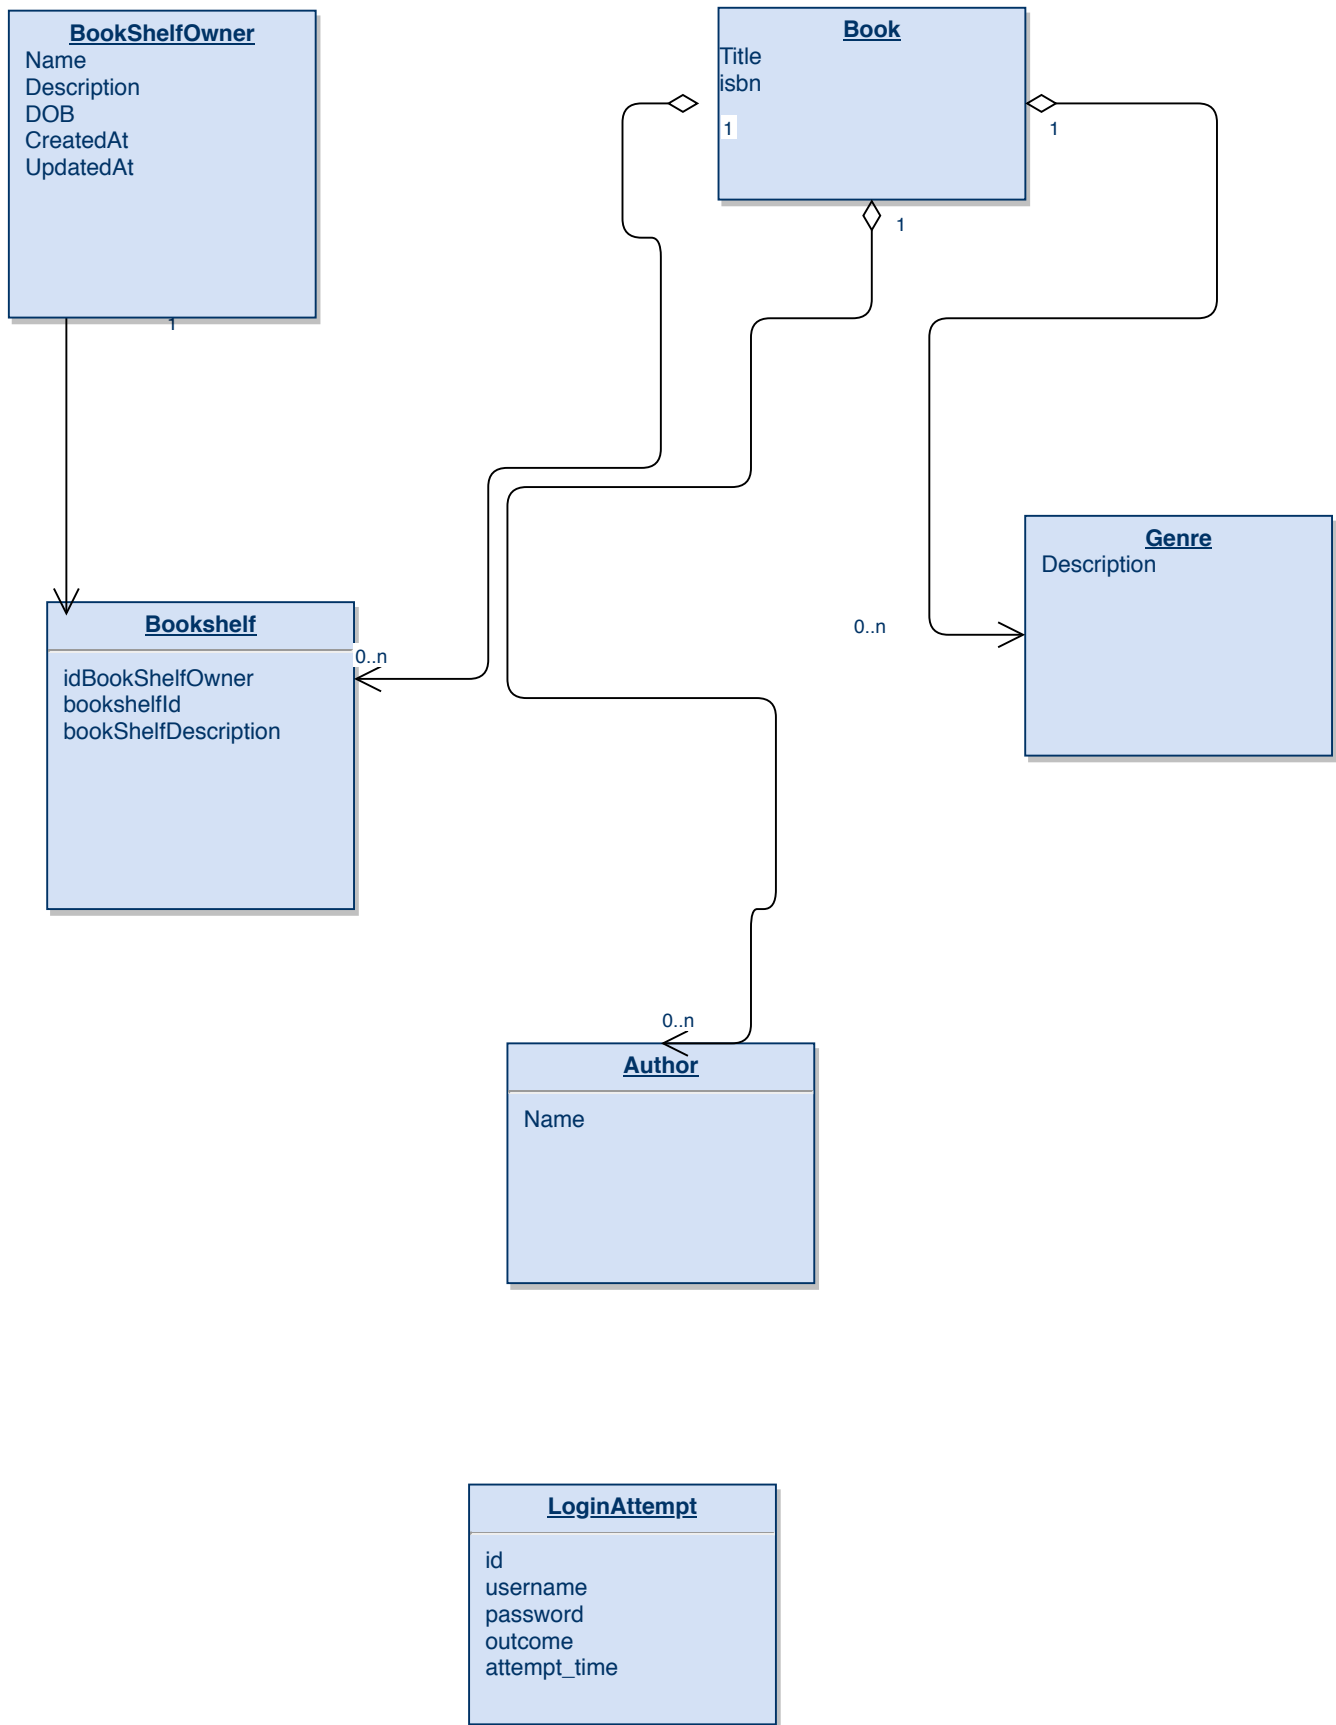 BookShelfOwner
Name
Description
DOB
CreatedAt
UpdatedAt
1
Book
Title
isbn
1
1
1
Genre
Description
0..n
Bookshelf
0..n
idBookShelfOwner
bookshelfId
bookShelfDescription
0..n
Author
Name
LoginAttempt
id
username
password
outcome
attempt_time